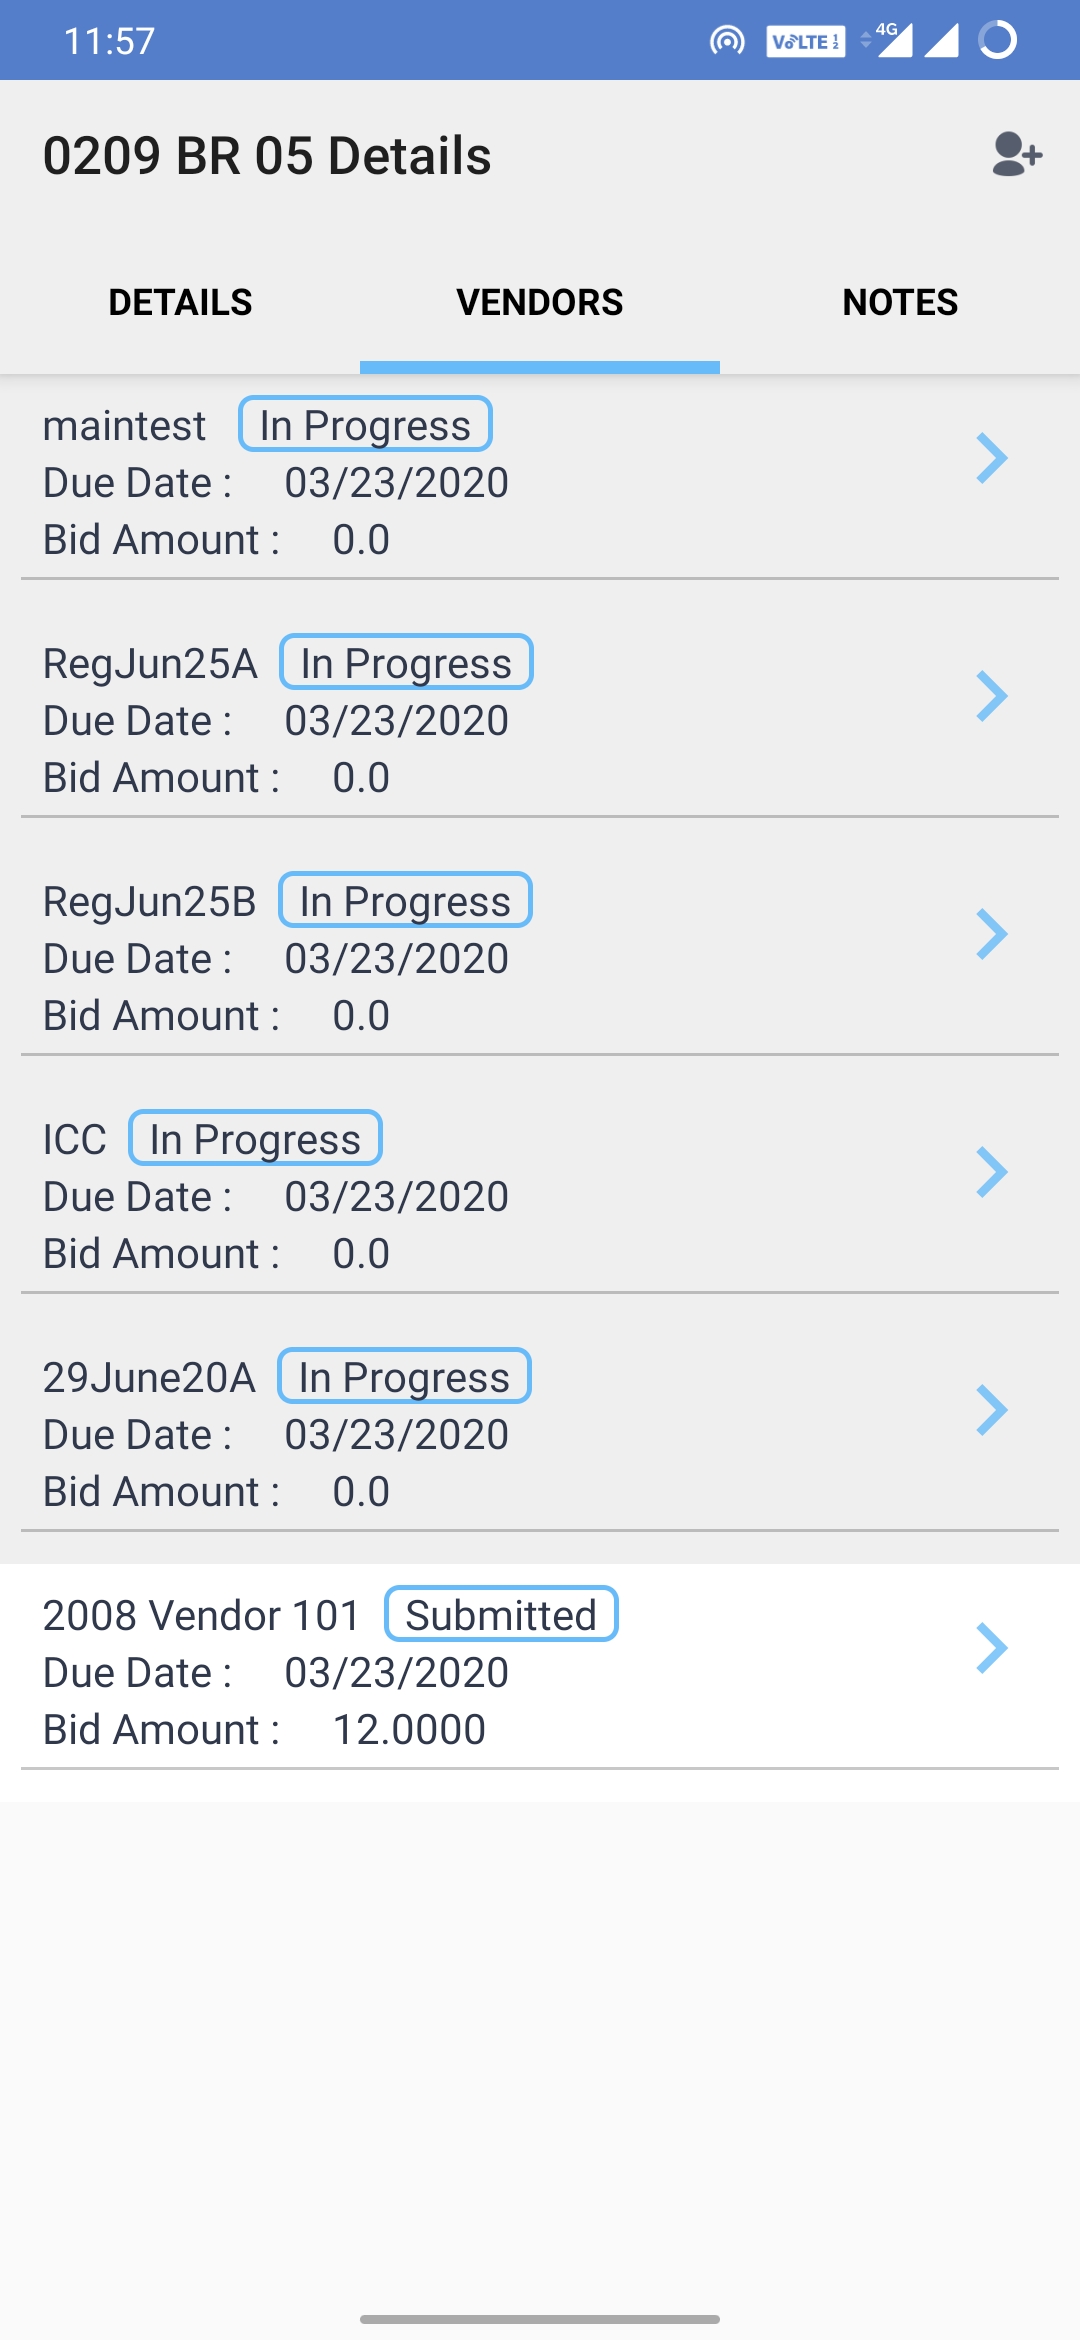 11:57 VoLTE 1 2 4G
0209 BR 05 Details
DETAILS VENDORS NOTES
maintest In Progress
Due Date : 03/23/2020
Bid Amount : 0.0
RegJun25A In Progress
Due Date : 03/23/2020
Bid Amount : 0.0
RegJun25B In Progress
Due Date : 03/23/2020
Bid Amount : 0.0
ICC In Progress
Due Date : 03/23/2020
Bid Amount : 0.0
29June20A In Progress
Due Date : 03/23/2020
Bid Amount : 0.0
2008 Vendor 101 Submitted
Due Date : 03/23/2020
Bid Amount : 12.0000